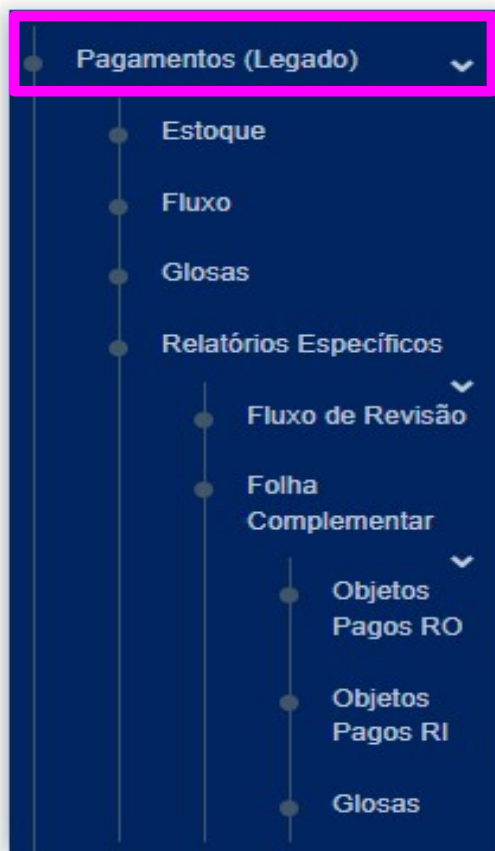 Pagamentos (Legado)
Estoque
Fluxo
Glosas
Relatórios Específicos
Fluxo de Revisão
Folha
Complementar
Objetos
Pagos RO
Objetos
Pagos RI
Glosas